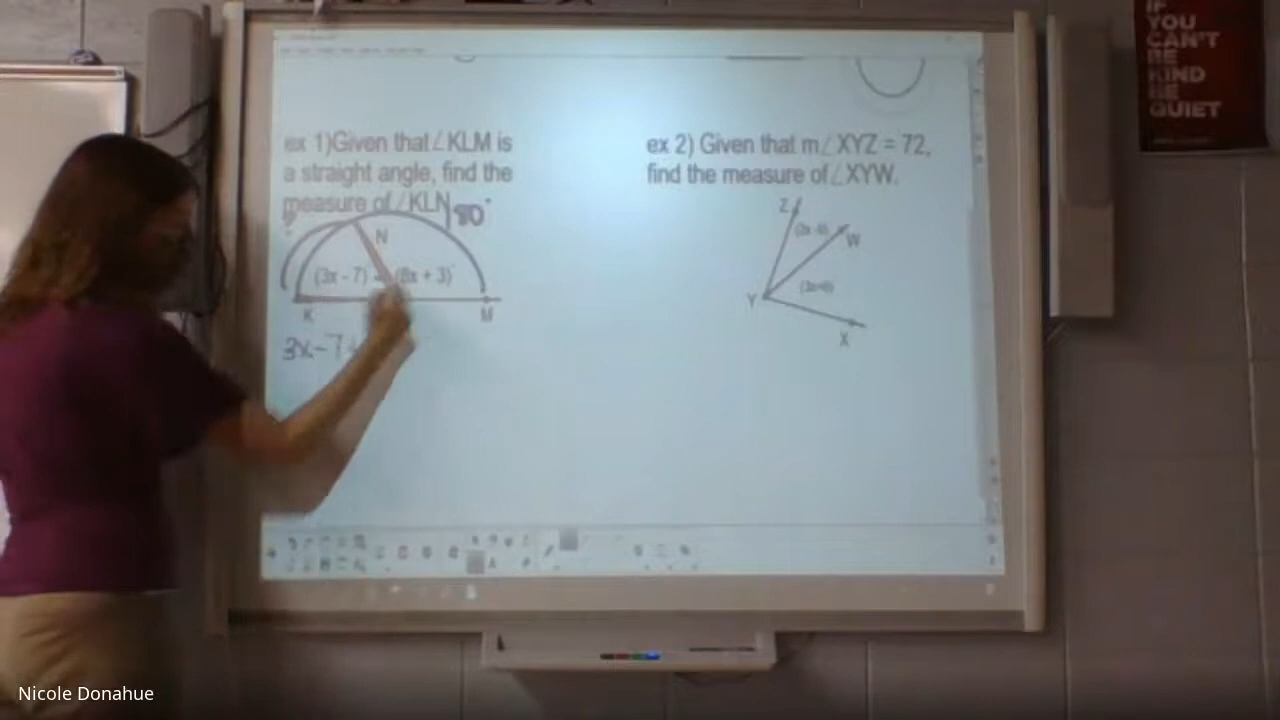 IF
YOU
CAN'T
BE
KIND
BE
QUIET
ex 1)Given that ∠KLM is
a straight angle, find the
measure of ∠KLN
180°
N
(3x - 7)
(8x + 3)°
K
M
3x-7+
ex 2) Given that m∠XYZ = 72,
find the measure of ∠XYW.
Z
W
Y
X
Nicole Donahue